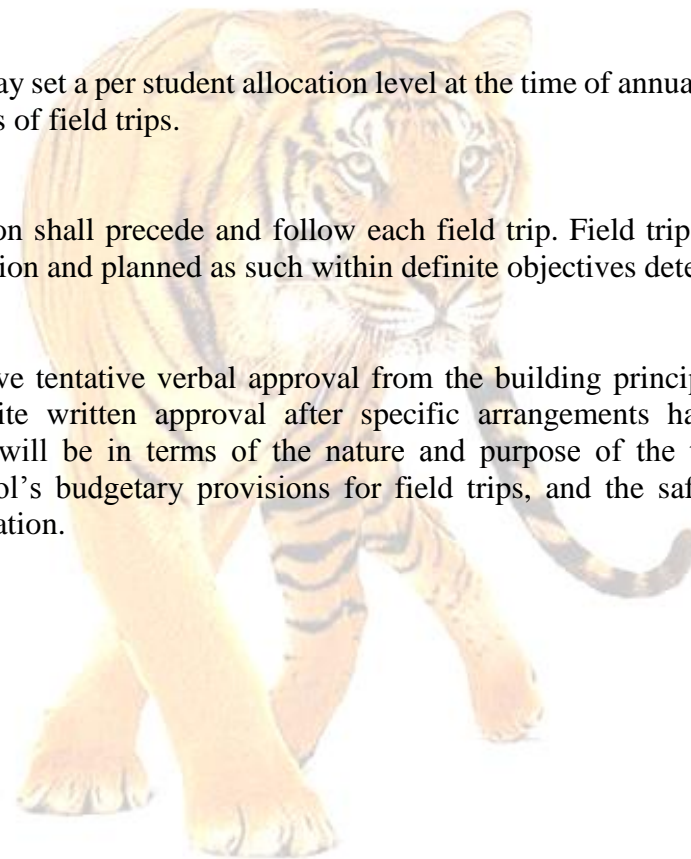 ay set a per student allocation level at the time of annua
s of field trips.
on shall precede and follow each field trip. Field trip
ion and planned as such within definite objectives dete
ve tentative verbal approval from the building princip
ite written approval after specific arrangements ha
will be in terms of the nature and purpose of the
ol’s budgetary provisions for field trips, and the saf
ation.